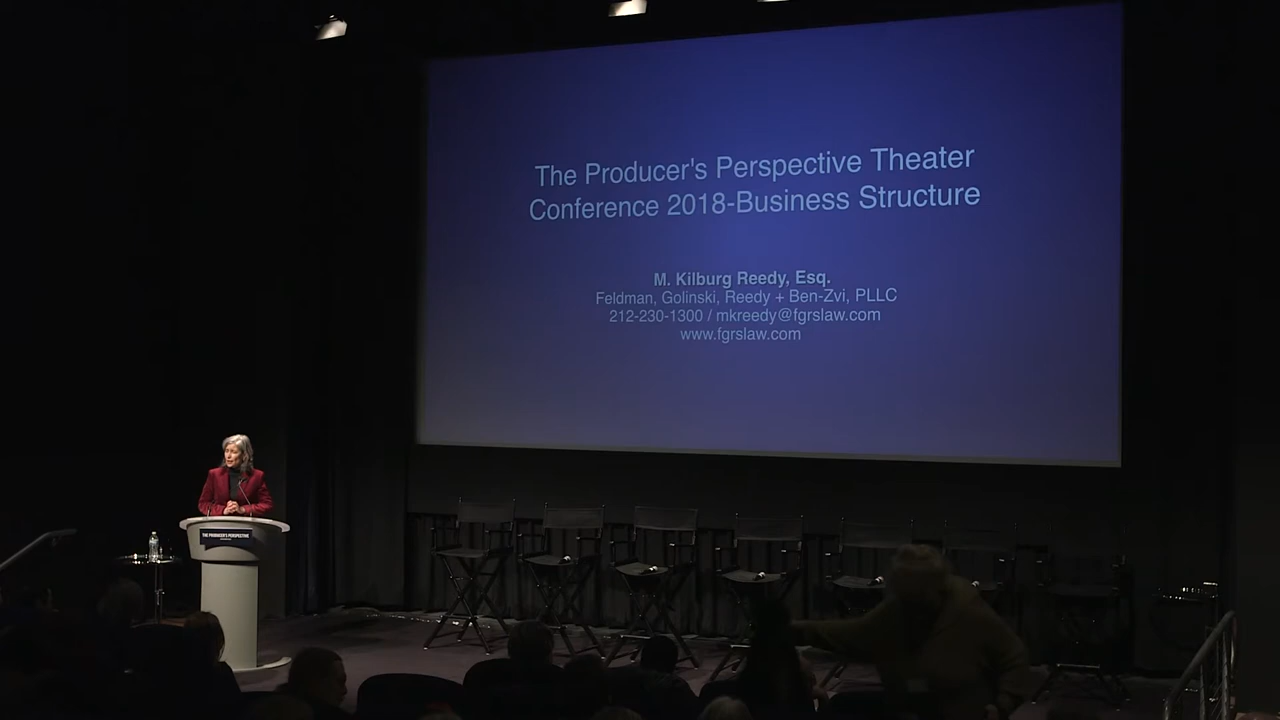 The Producer's Perspective Theater
Conference 2018-Business Structure
M. Kilburg Reedy, Esq.
Feldman, Golinski, Reedy + Ben-Zvi, PLLC
212-230-1300 / mkreedy@fgrslaw.com
www.fgrslaw.com
THE PRODUCER'S PERSPECTIVE